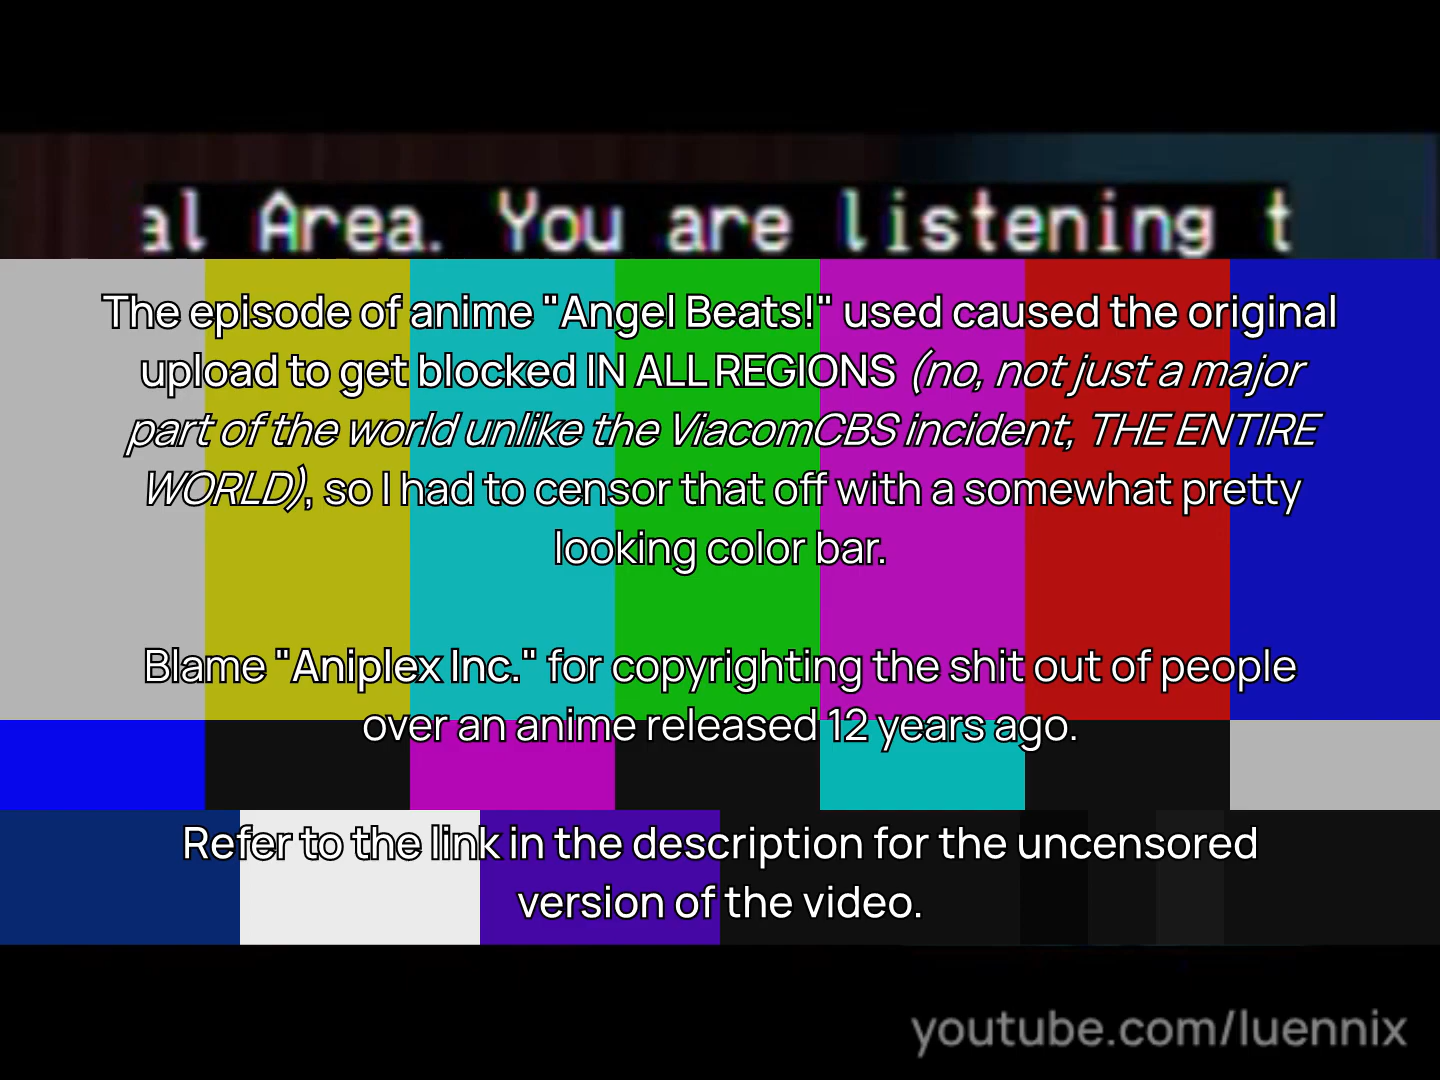 al Area. You are listening t
The episode of anime "Angel Beats!" used caused the original
upload to get blocked IN ALL REGIONS (no, not just a major
part of the world unlike the ViacomCBS incident, THE ENTIRE
WORLD), so I had to censor that off with a somewhat pretty
looking color bar.
Blame "Aniplex Inc." for copyrighting the shit out of people
over an anime released 12 years ago.
Refer to the link in the description for the uncensored
version of the video.
youtube.com/luennix